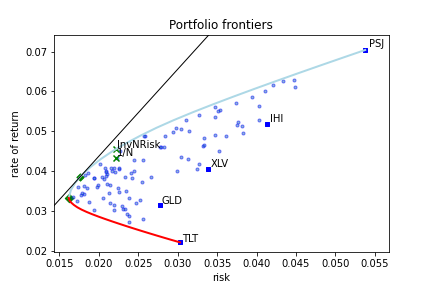 Portfolio frontiers
PSJ
0.07
0.06
IHI
0.05
InvNRisk
1/N
XLV
0.04
GLD
0.03
TLT
0.02
rate of return
0.015 0.020 0.025 0.030 0.035 0.040 0.045 0.050 0.055
risk